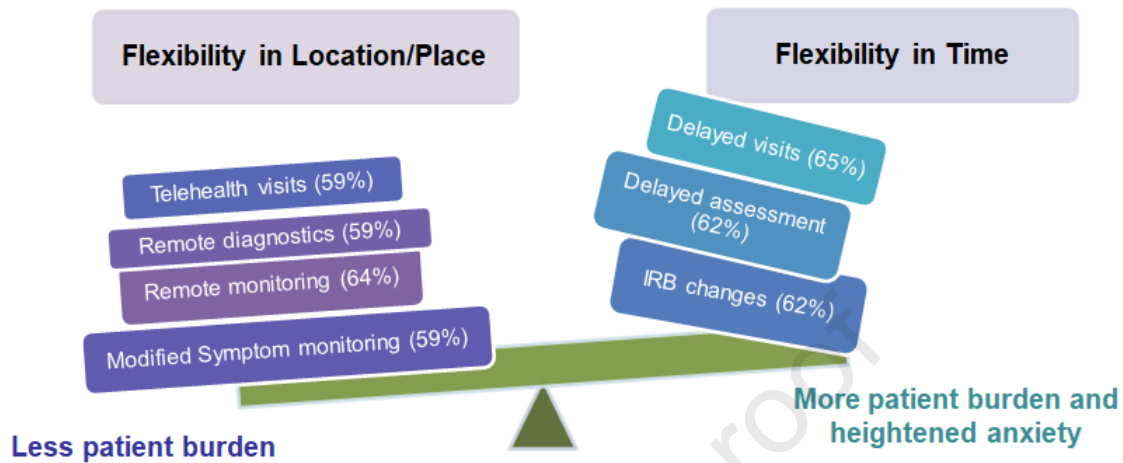 Flexibility in Location/Place
Flexibility in Time
Telehealth visits (59%)
Remote diagnostics (59%)
Remote monitoring (64%)
Modified Symptom monitoring (59%)
Delayed visits (65%)
Delayed assessment
(62%)
IRB changes (62%)
Less patient burden
More patient burden and
heightened anxiety
roof